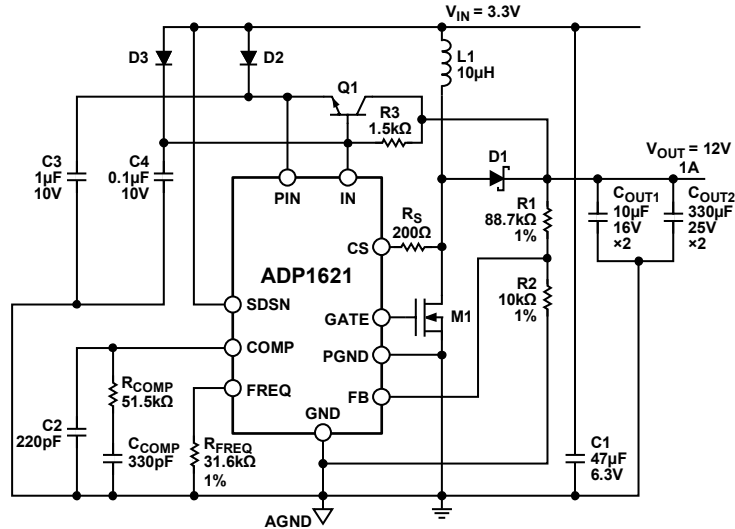 V_IN = 3.3V
D3
D2
L1
10µH
Q1
R3
1.5kΩ
C3
1µF
10V
C4
0.1µF
10V
PIN
IN
D1
V_OUT = 12V
1A
R_S
200Ω
CS
R1
88.7kΩ
1%
C_OUT1
10µF
16V
×2
C_OUT2
330µF
25V
×2
ADP1621
SDSN
GATE
M1
R2
10kΩ
1%
COMP
PGND
FREQ
FB
R_COMP
51.5kΩ
C2
220pF
C_COMP
330pF
R_FREQ
31.6kΩ
1%
GND
C1
47µF
6.3V
AGND